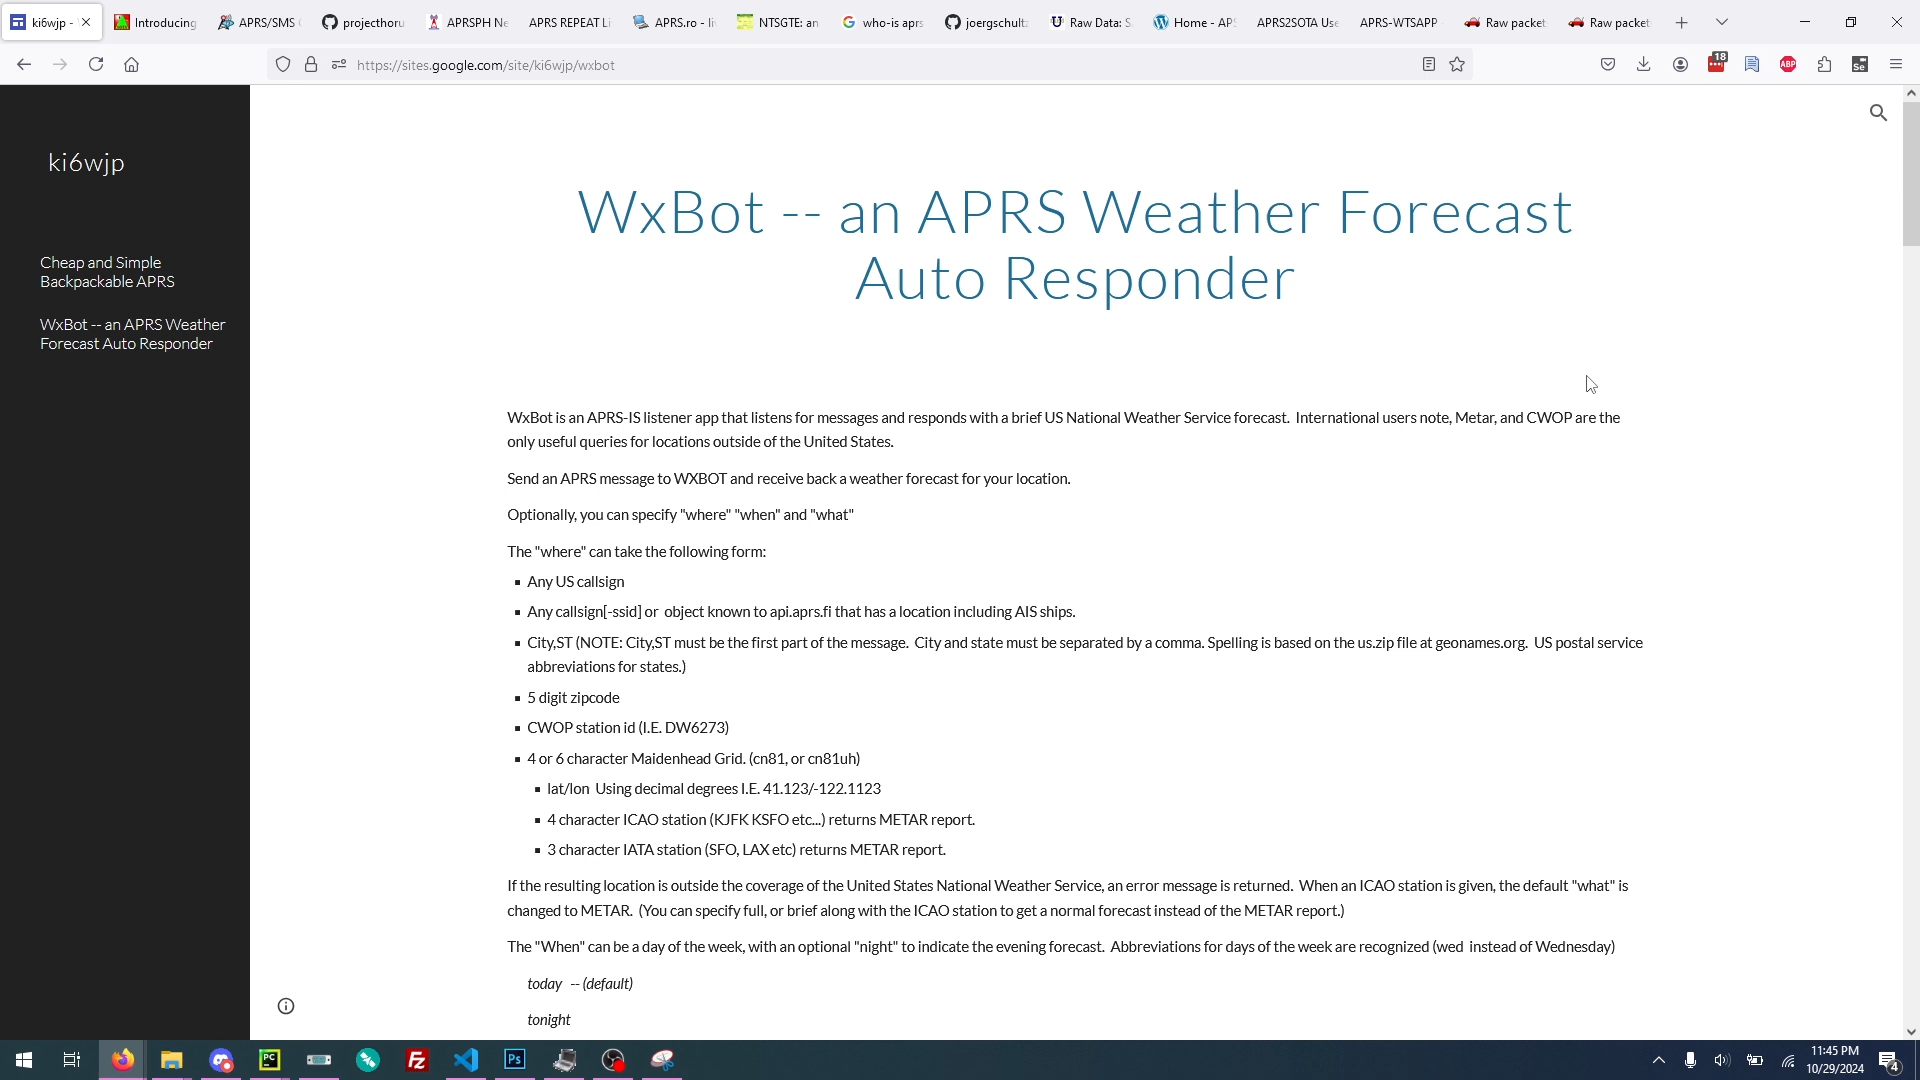 ki6wjp -
Introducing
APRS/SMS
projecthoru
APRSPH Ne
APRS REPEAT Li
APRS.ro - liv
NTSGTE: an
who-is aprs
joergschultz
Raw Data: S
Home - APS
APRS2SOTA Use
APRS-WTSAPP
Raw packet
Raw packet
https://sites.google.com/site/ki6wjp/wxbot
18
ABP
Se
ki6wjp
Cheap and Simple
Backpackable APRS
WxBot -- an APRS Weather
Forecast Auto Responder
WxBot -- an APRS Weather Forecast
Auto Responder
WxBot is an APRS-IS listener app that listens for messages and responds with a brief US National Weather Service forecast.  International users note, Metar, and CWOP are the
only useful queries for locations outside of the United States.
Send an APRS message to WXBOT and receive back a weather forecast for your location.
Optionally, you can specify "where" "when" and "what"
The "where" can take the following form:
▪ Any US callsign
▪ Any callsign[-ssid] or  object known to api.aprs.fi that has a location including AIS ships.
▪ City,ST (NOTE: City,ST must be the first part of the message.  City and state must be separated by a comma. Spelling is based on the us.zip file at geonames.org.  US postal service
abbreviations for states.)
▪ 5 digit zipcode
▪ CWOP station id (I.E. DW6273)
▪ 4 or 6 character Maidenhead Grid. (cn81, or cn81uh)
▪ lat/lon  Using decimal degrees I.E. 41.123/-122.1123
▪ 4 character ICAO station (KJFK KSFO etc...) returns METAR report.
▪ 3 character IATA station (SFO, LAX etc) returns METAR report.
If the resulting location is outside the coverage of the United States National Weather Service, an error message is returned.  When an ICAO station is given, the default "what" is
changed to METAR.  (You can specify full, or brief along with the ICAO station to get a normal forecast instead of the METAR report.)
The "When" can be a day of the week, with an optional "night" to indicate the evening forecast.  Abbreviations for days of the week are recognized (wed  instead of Wednesday)
today  -- (default)
tonight
PC
Fz
Ps
11:45 PM
10/29/2024
4